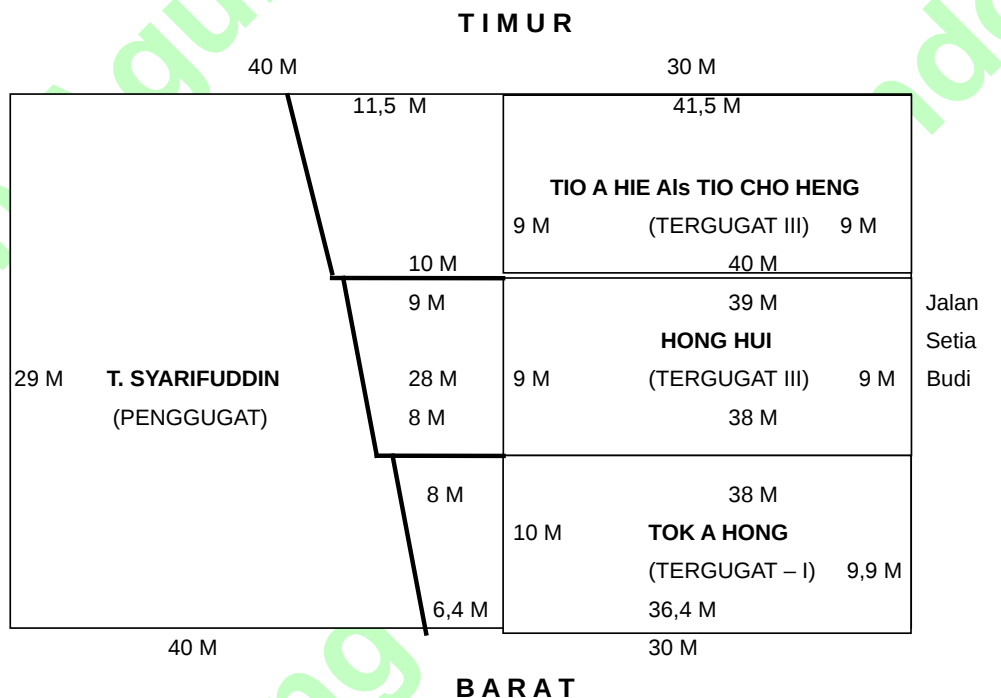 TIMUR
40 M 30 M
11,5 M 41,5 M
TIO A HIE Als TIO CHO HENG
9 M (TERGUGAT III) 9 M
10 M 40 M
9 M 39 M Jalan
HONG HUI Setia
29 M T. SYARIFUDDIN 28 M 9 M (TERGUGAT III) 9 M Budi
(PENGGUGAT) 8 M 38 M
8 M 38 M
10 M TOK A HONG
(TERGUGAT – I) 9,9 M
6,4 M 36,4 M
40 M 30 M
BARAT